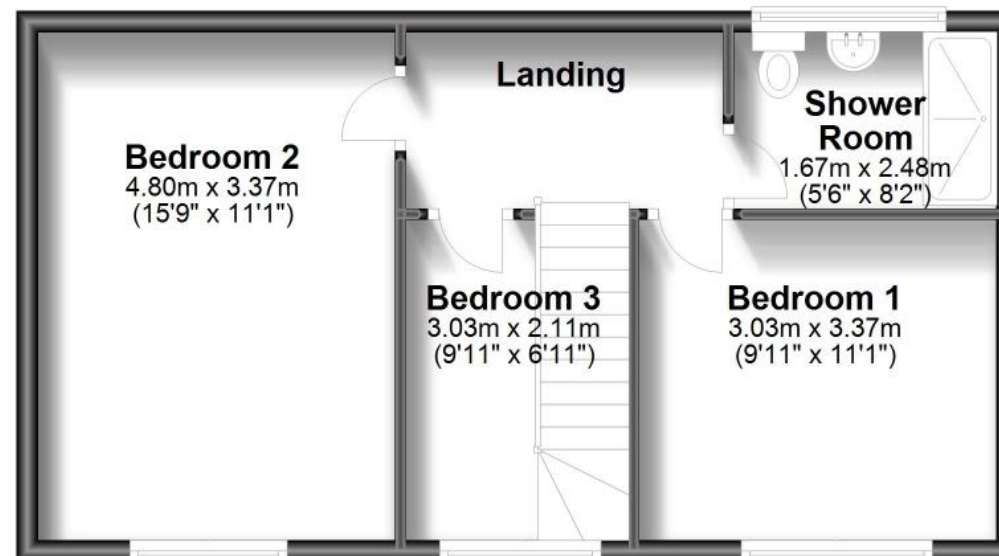 Landing
Shower
Room
1.67m x 2.48m
(5'6" x 8'2")
Bedroom 2
4.80m x 3.37m
(15'9" x 11'1")
Bedroom 3
3.03m x 2.11m
(9'11" x 6'11")
Bedroom 1
3.03m x 3.37m
(9'11" x 11'1")